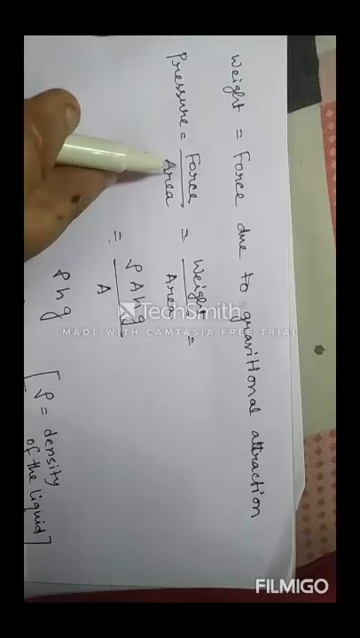 Weight = Force due to gravitional attraction
Pressure = Force / Area = Weight / Area =
= ρAhg / A
ρhg
[ρ = density of the liquid]
TechSmith
MADE WITH CAMTASIA FREE TRIAL
FILMIGO